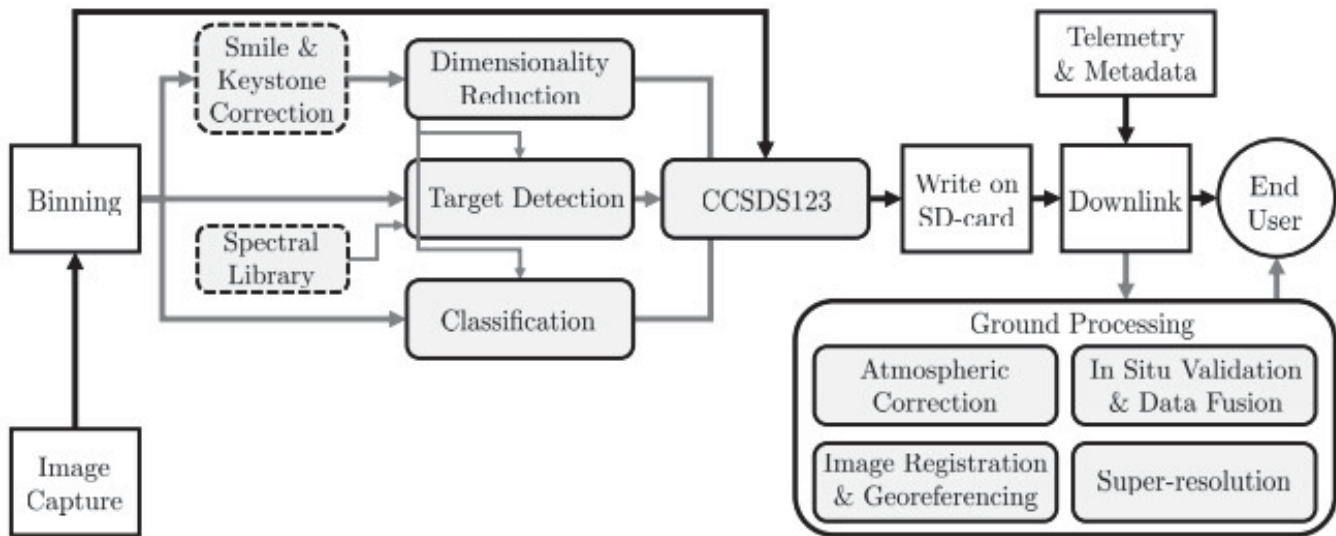 Smile &
Keystone
Correction
Dimensionality
Reduction
Telemetry
& Metadata
Binning
Target Detection
CCSDS123
Write on
SD-card
Downlink
End
User
Spectral
Library
Classification
Ground Processing
Atmospheric
Correction
In Situ Validation
& Data Fusion
Image
Capture
Image Registration
& Georeferencing
Super-resolution